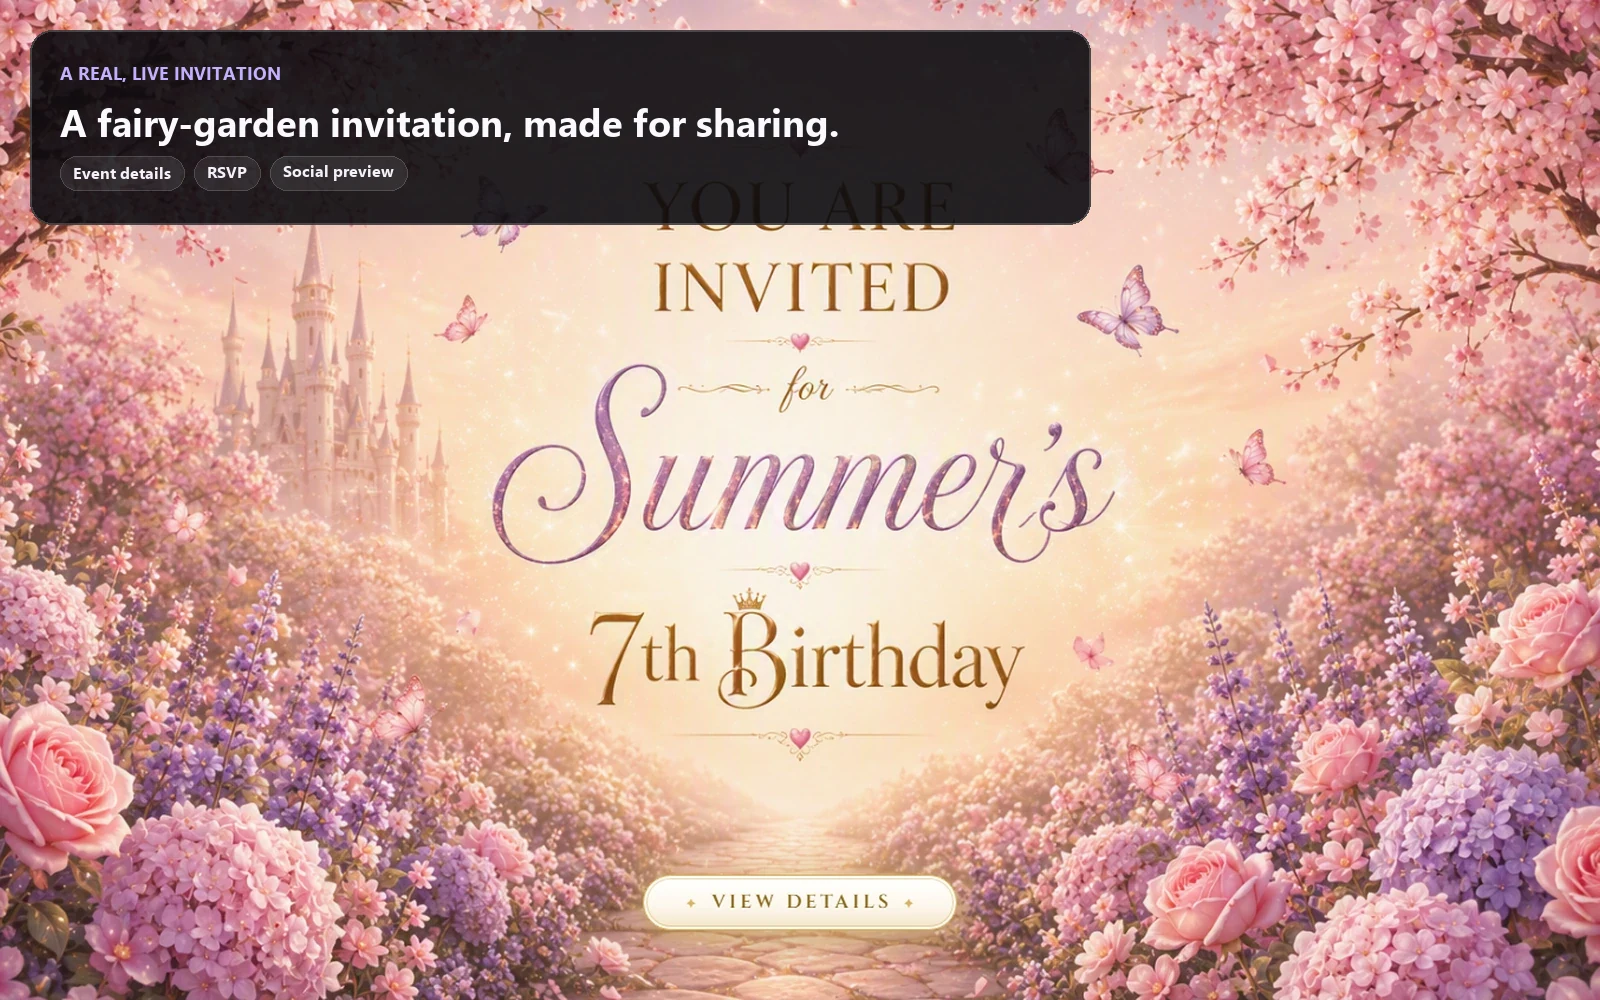 A REAL, LIVE INVITATION
A fairy-garden invitation, made for sharing.
Event details
RSVP
Social preview
YOU ARE
INVITED
for
Summer's
7th Birthday
VIEW DETAILS